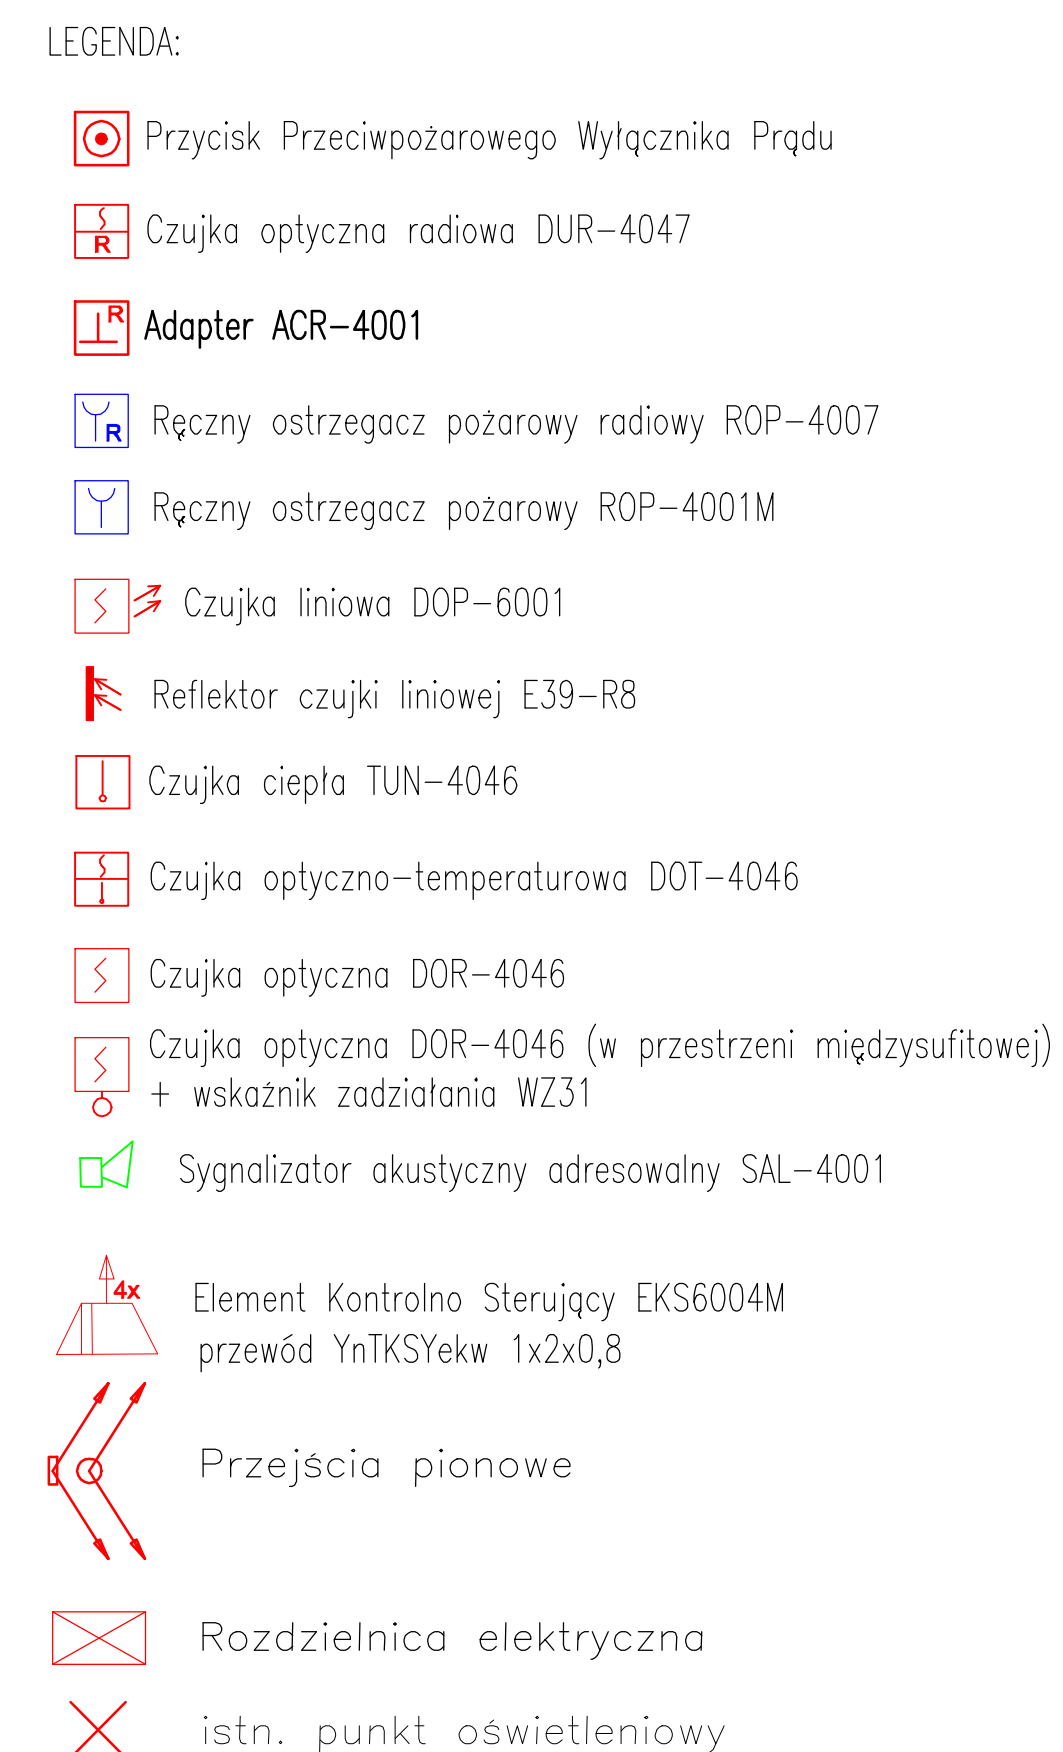 LEGENDA:
Przycisk Przeciwpożarowego Wyłącznika Prądu
Czujka optyczna radiowa DUR-4047
R
Adapter ACR-4001
R
Ręczny ostrzegacz pożarowy radiowy ROP-4007
R
Ręczny ostrzegacz pożarowy ROP-4001M
Czujka liniowa DOP-6001
Reflektor czujki liniowej E39-R8
Czujka ciepła TUN-4046
Czujka optyczno-temperaturowa DOT-4046
Czujka optyczna DOR-4046
Czujka optyczna DOR-4046 (w przestrzeni międzysufitowej)
+ wskaźnik zadziałania WZ31
Sygnalizator akustyczny adresowalny SAL-4001
4x
Element Kontrolno Sterujący EKS6004M
przewód YnTKSYekw 1x2x0,8
Przejścia pionowe
Rozdzielnica elektryczna
istn. punkt oświetleniowy